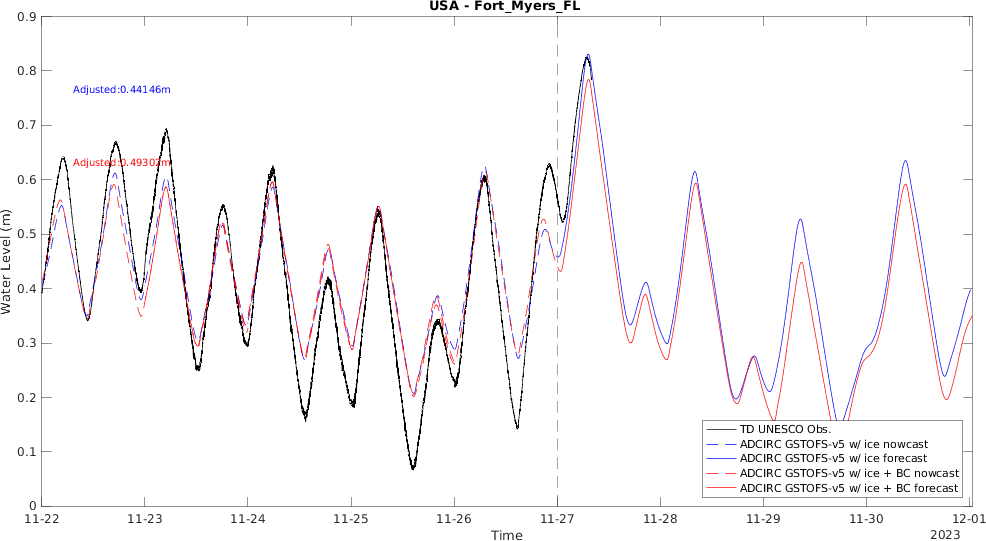 USA - Fort_Myers_FL
0.9
0.8
0.7
0.6
0.5
0.4
0.3
0.2
0.1
0
Water Level (m)
Adjusted:0.44146m
Adjusted:0.49302m
TD UNESCO Obs.
ADCIRC GSTOFS-v5 w/ ice nowcast
ADCIRC GSTOFS-v5 w/ ice forecast
ADCIRC GSTOFS-v5 w/ ice + BC nowcast
ADCIRC GSTOFS-v5 w/ ice + BC forecast
11-22 11-23 11-24 11-25 11-26 11-27 11-28 11-29 11-30 12-01
Time
2023